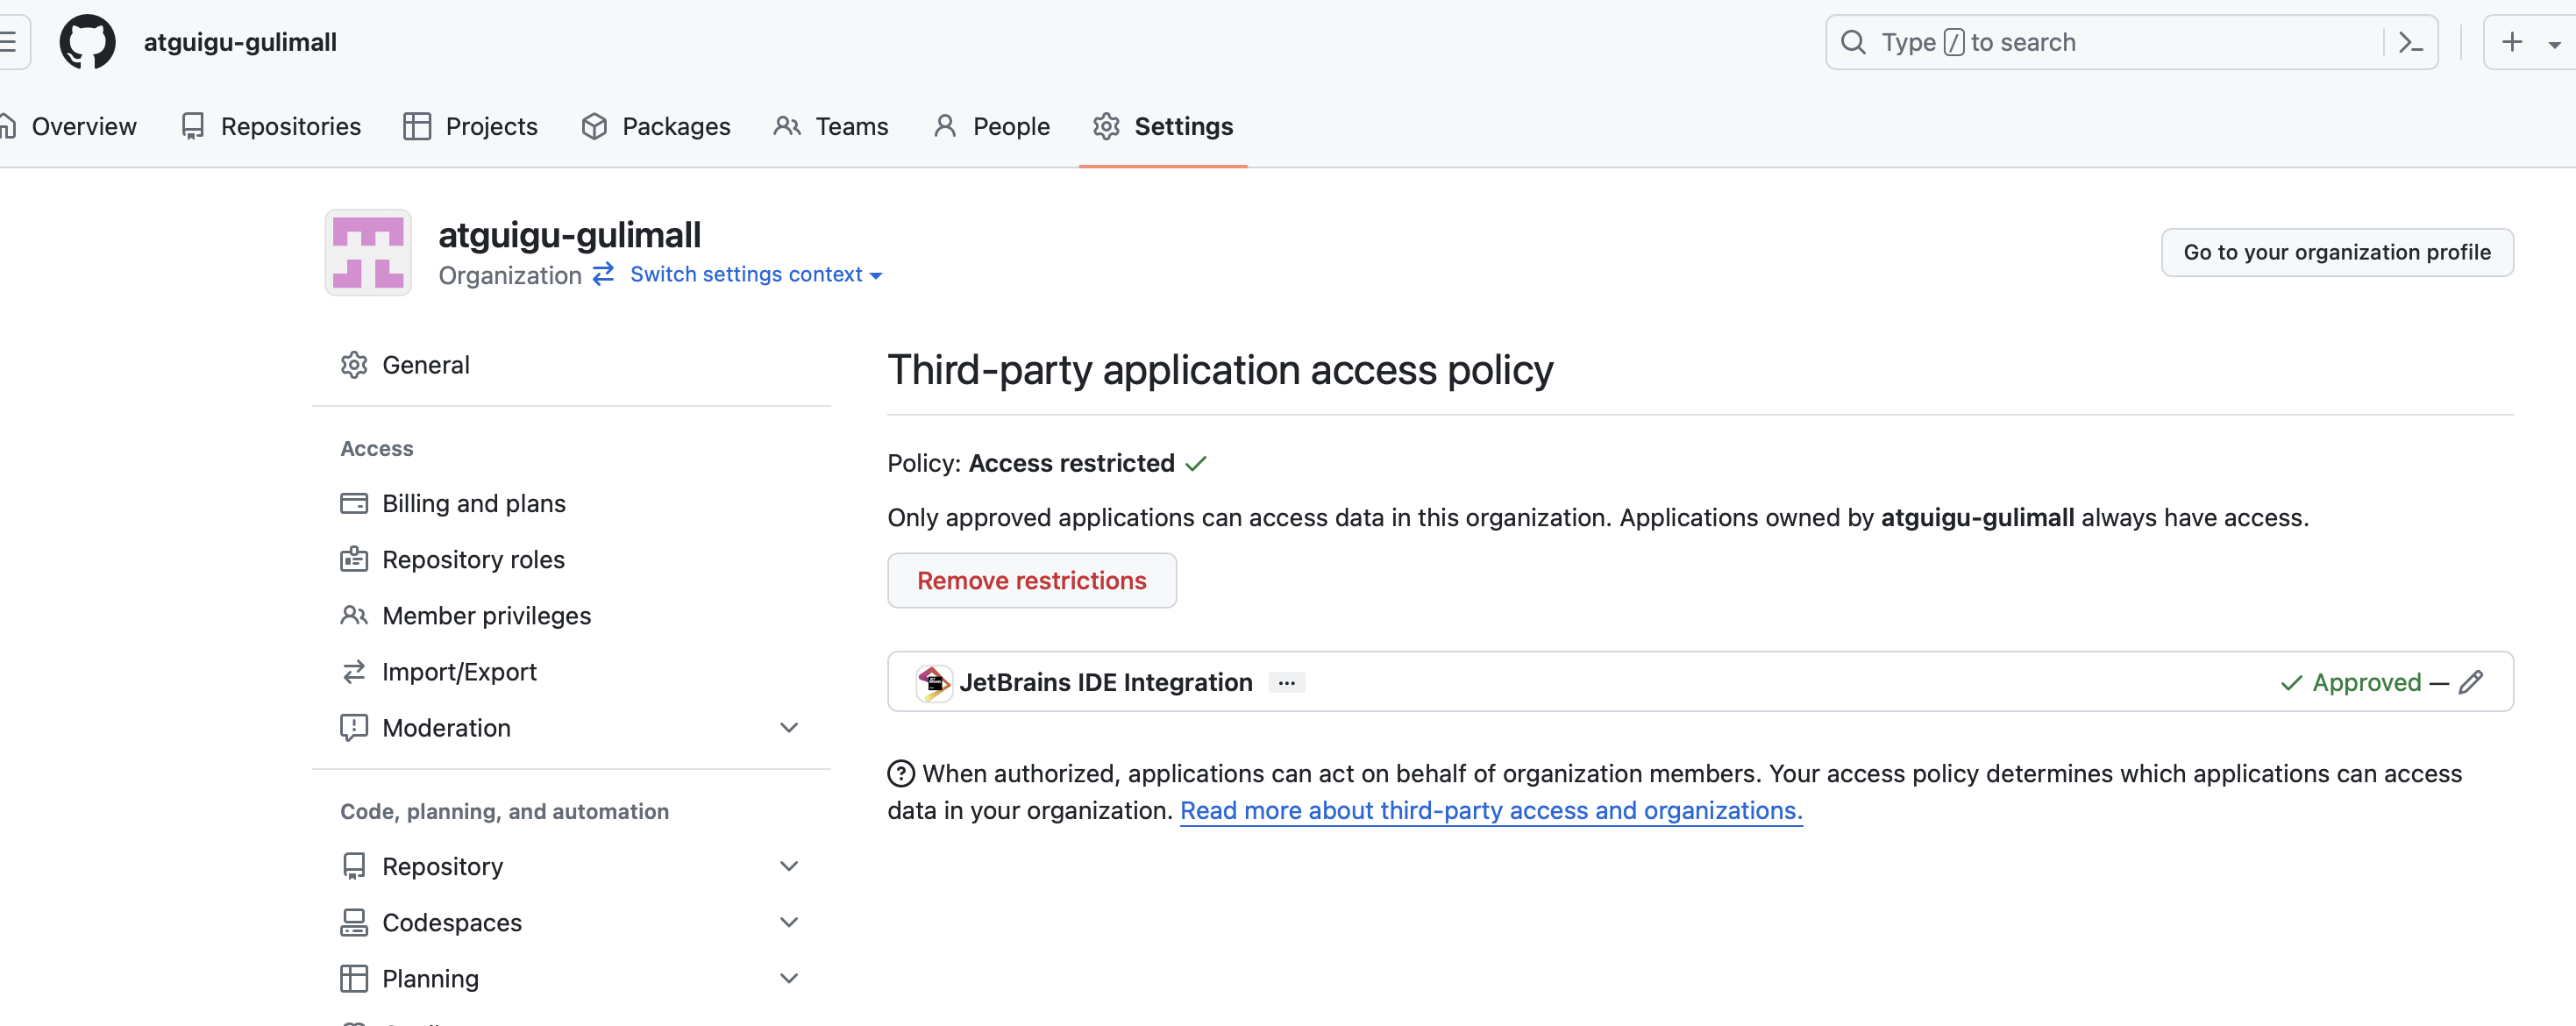 atguigu-gulimall
Type / to search
Overview
Repositories
Projects
Packages
Teams
People
Settings
atguigu-gulimall
Organization Switch settings context
Go to your organization profile
General
Access
Billing and plans
Repository roles
Member privileges
Import/Export
Moderation
Code, planning, and automation
Repository
Codespaces
Planning
Third-party application access policy
Policy: Access restricted
Only approved applications can access data in this organization. Applications owned by atguigu-gulimall always have access.
Remove restrictions
JetBrains IDE Integration ...
Approved —
When authorized, applications can act on behalf of organization members. Your access policy determines which applications can access
data in your organization. Read more about third-party access and organizations.